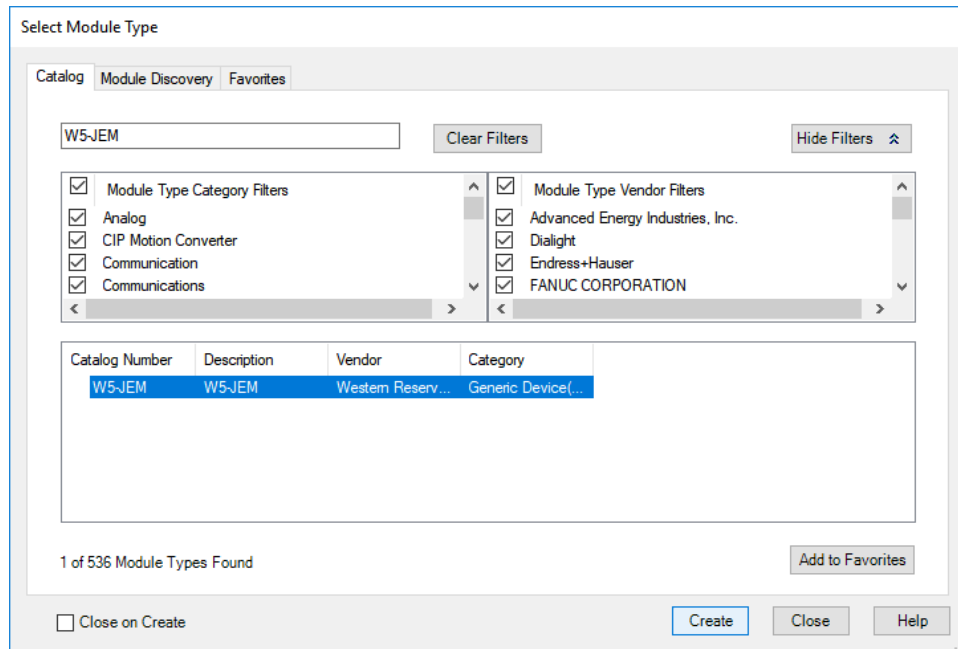 Select Module Type
Catalog Module Discovery Favorites
W5-JEM Clear Filters Hide Filters
Module Type Category Filters
Analog
CIP Motion Converter
Communication
Communications
Module Type Vendor Filters
Advanced Energy Industries, Inc.
Dialight
Endress+Hauser
FANUC CORPORATION
Catalog Number Description Vendor Category
W5-JEM W5-JEM Western Reserv... Generic Device(...
1 of 536 Module Types Found Add to Favorites
Close on Create Create Close Help